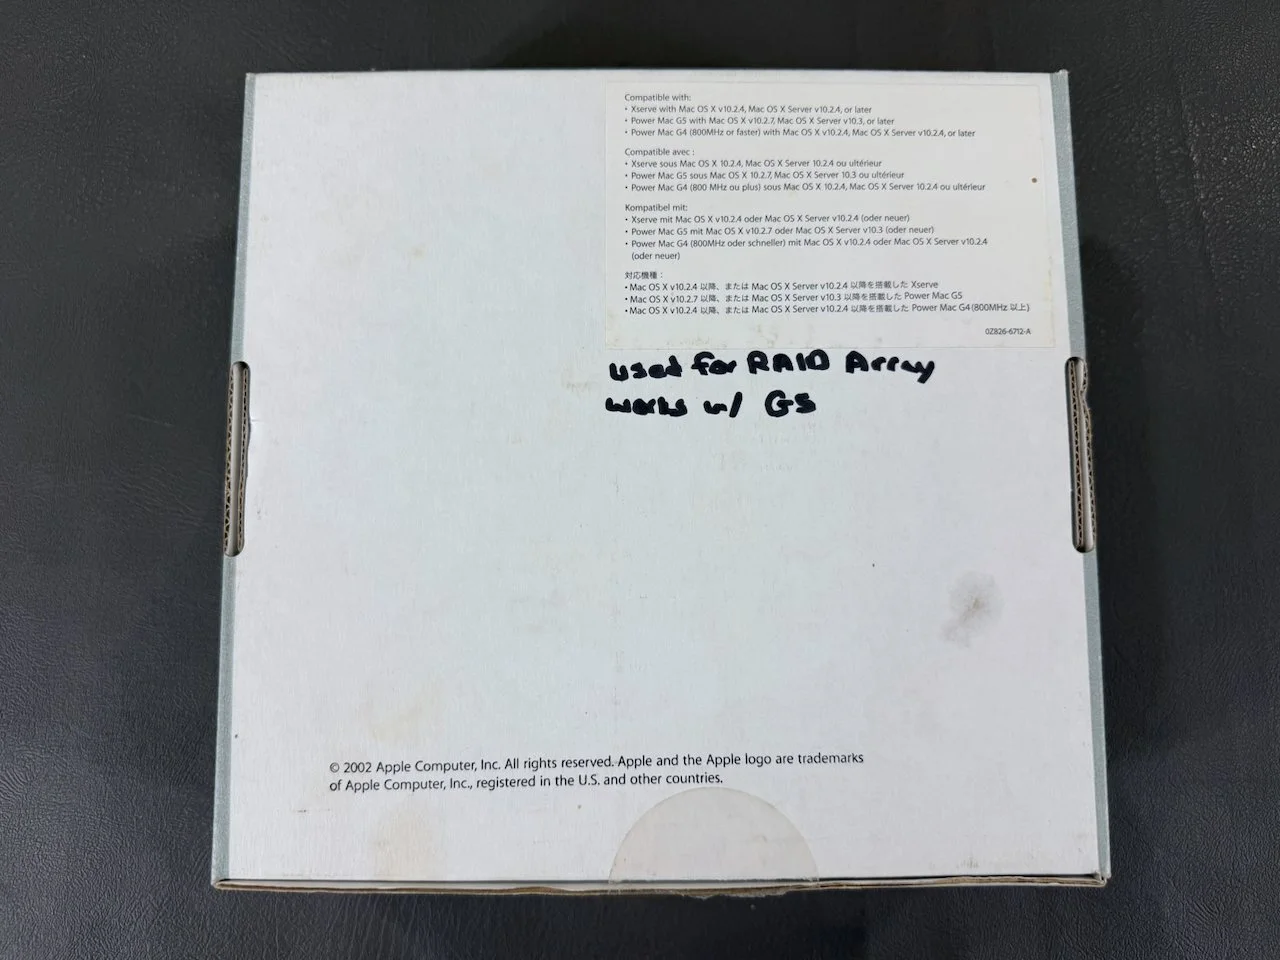 Compatible with:
• Xserve with Mac OS X v10.2.4, Mac OS X Server v10.2.4, or later
• Power Mac G5 with Mac OS X v10.2.7, Mac OS X Server v10.3, or later
• Power Mac G4 (800MHz or faster) with Mac OS X v10.2.4, Mac OS X Server v10.2.4, or later
Compatible avec :
• Xserve sous Mac OS X 10.2.4, Mac OS X Server 10.2.4 ou ultérieur
• Power Mac G5 sous Mac OS X 10.2.7, Mac OS X Server 10.3 ou ultérieur
• Power Mac G4 (800 MHz ou plus) sous Mac OS X 10.2.4, Mac OS X Server 10.2.4 ou ultérieur
Kompatibel mit:
• Xserve mit Mac OS X v10.2.4 oder Mac OS X Server v10.2.4 (oder neuer)
• Power Mac G5 mit Mac OS X v10.2.7 oder Mac OS X Server v10.3 (oder neuer)
• Power Mac G4 (800MHz oder schneller) mit Mac OS X v10.2.4 oder Mac OS X Server v10.2.4
(oder neuer)
対応機種：
• Mac OS X v10.2.4 以降、または Mac OS X Server v10.2.4 以降を搭載した Xserve
• Mac OS X v10.2.7 以降、または Mac OS X Server v10.3 以降を搭載した Power Mac G5
• Mac OS X v10.2.4 以降、または Mac OS X Server v10.2.4 以降を搭載した Power Mac G4 (800MHz 以上)
0Z826-6712-A
used for RAID Array
works w/ G5
© 2002 Apple Computer, Inc. All rights reserved. Apple and the Apple logo are trademarks
of Apple Computer, Inc., registered in the U.S. and other countries.